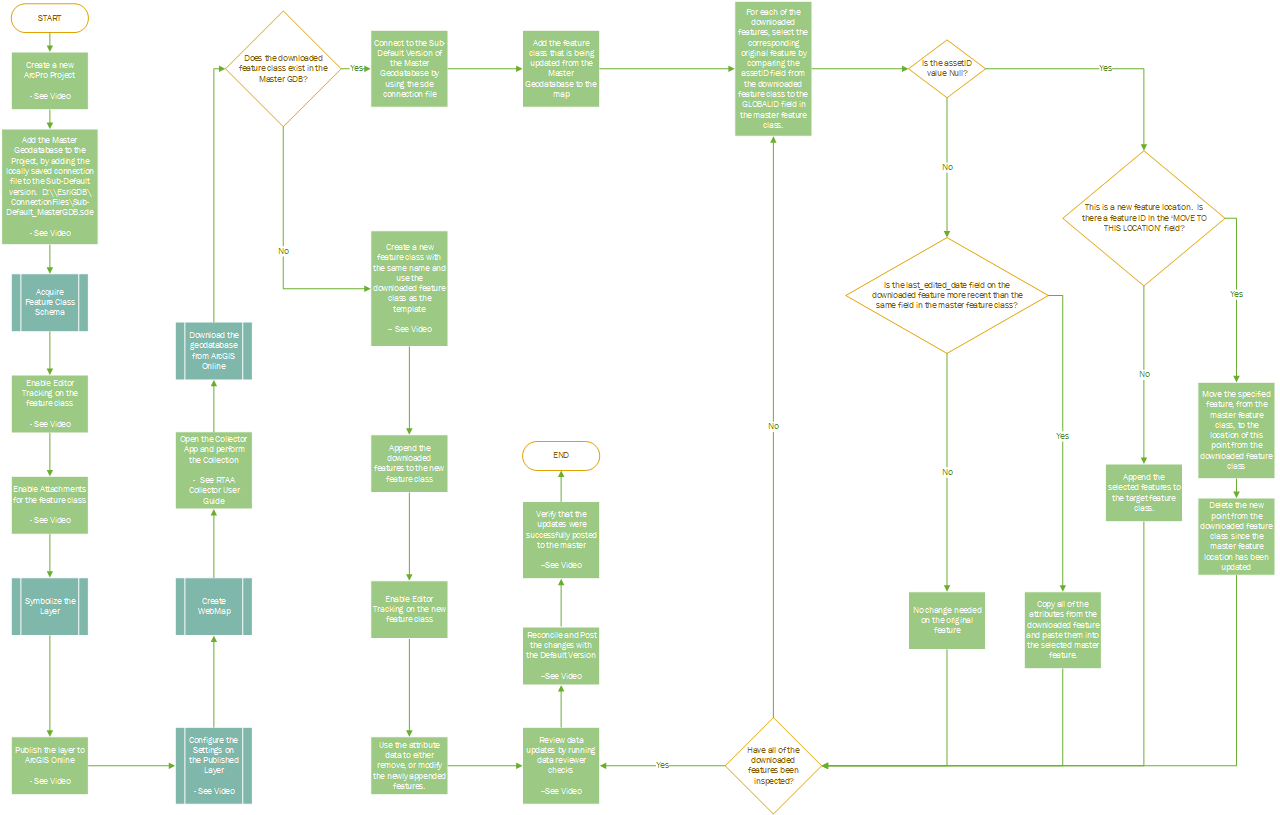 START
Create a new
ArcPro Project
- See Video
Add the Master
Geodatabase to the
Project, by adding the
locally saved connection
file to the Sub-Default
version. D:\\EsriGDB\
ConnectionFiles\Sub-
Default_MasterGDB.sde
- See Video
Acquire
Feature Class
Schema
Enable Editor
Tracking on the
feature class
- See Video
Enable Attachments
for the feature class
- See Video
Symbolize the
Layer
Publish the layer to
ArcGIS Online
- See Video
Configure the
Settings on
the Published
Layer
- See Video
Create
WebMap
Open the Collector
App and perform
the Collection
- See RTAA
Collector User
Guide
Download the
geodatabase
from ArcGIS
Online
Does the downloaded
feature class exist in the
Master GDB?
Yes
No
Connect to the Sub-
Default Version of
the Master
Geodatabase by
using the sde
connection file
Create a new
feature class with
the same name and
use the
downloaded feature
class as the
template
– See Video
Append the
downloaded
features to the new
feature class
Enable Editor
Tracking on the new
feature class
Use the attribute
data to either
remove, or modify
the newly appended
features.
Add the feature
class that is being
updated from the
Master
Geodatabase to the
map
For each of the
downloaded
features, select the
corresponding
original feature by
comparing the
assetID field from
the downloaded
feature class to the
GLOBALID field in
the master feature
class.
Is the assetID
value Null?
Yes
No
This is a new feature location. Is
there a feature ID in the 'MOVE TO
THIS LOCATION' field?
Yes
No
Is the last_edited_date field on the
downloaded feature more recent than the
same field in the master feature class?
Yes
No
Move the specified
feature, from the
master feature
class, to the
location of this
point from the
downloaded feature
class
Delete the new
point from the
downloaded feature
class since the
master feature
location has been
updated
Append the
selected features to
the target feature
class.
No change needed
on the original
feature
Copy all of the
attributes from the
downloaded feature
and paste them into
the selected master
feature.
Have all of the
downloaded
features been
inspected?
No
Yes
Review data
updates by running
data reviewer
checks
–See Video
Reconcile and Post
the changes with
the Default Version
–See Video
Verify that the
updates were
successfully posted
to the master
–See Video
END